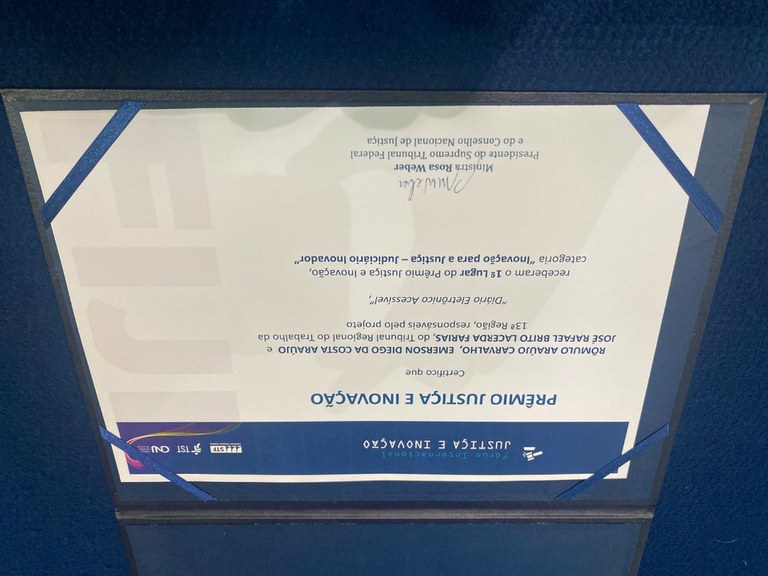 Fórum Internacional
JUSTIÇA E INOVAÇÃO
STF
TST
CNJ
PRÊMIO JUSTIÇA E INOVAÇÃO
Certifico que
RÔMULO ARAÚJO CARVALHO, EMERSON DIEGO DA COSTA ARAÚJO e
JOSÉ RAFAEL BRITO LACERDA FARIAS, do Tribunal Regional do Trabalho da
13ª Região, responsáveis pelo projeto
"Diário Eletrônico Acessível",
receberam o 1º Lugar do Prêmio Justiça e Inovação,
categoria "Inovação para a Justiça – Judiciário Inovador"
Ministra Rosa Weber
Presidente do Supremo Tribunal Federal
e do Conselho Nacional de Justiça